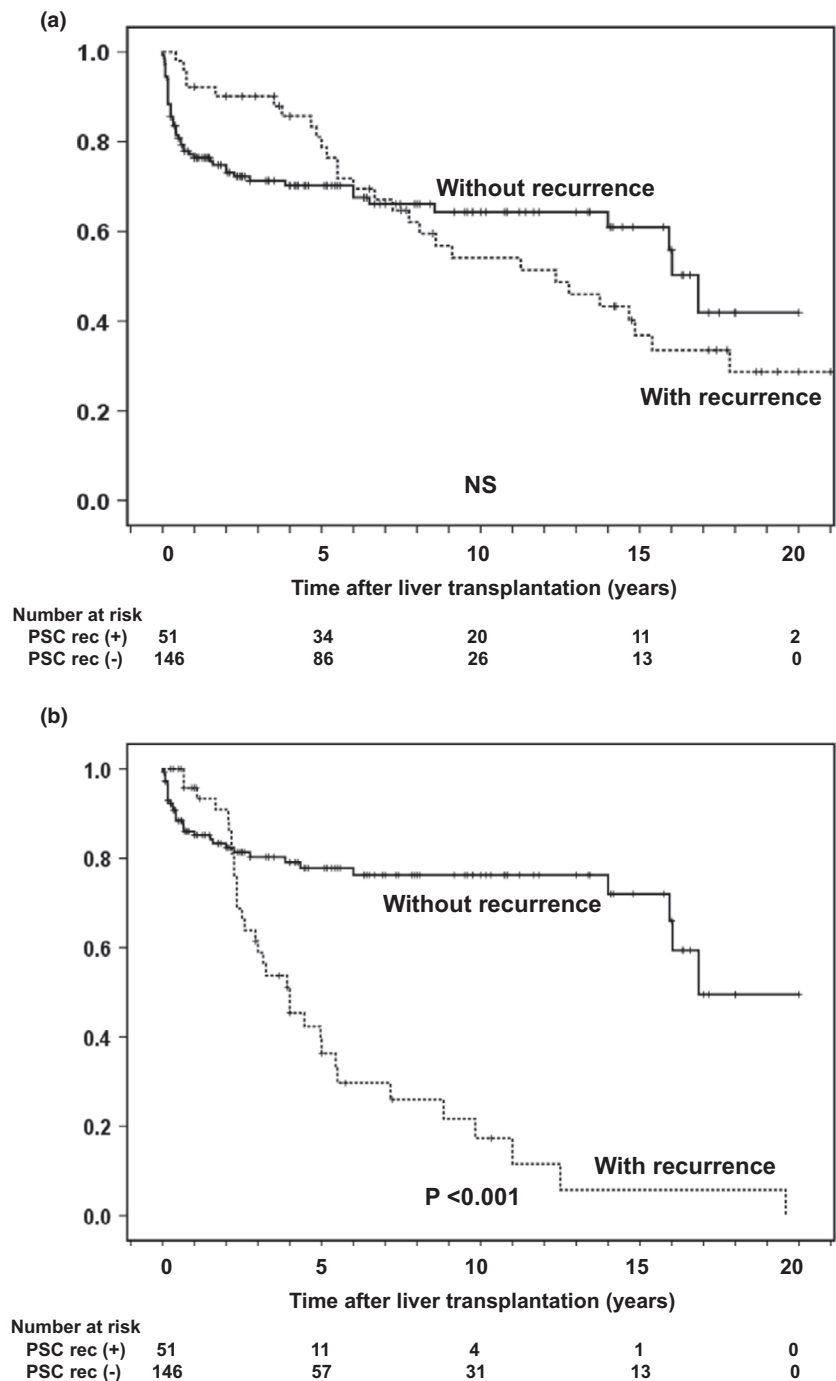 (a)
1.0
0.8
0.6
0.4
0.2
0.0
Without recurrence
With recurrence
NS
0 5 10 15 20
Time after liver transplantation (years)
Number at risk
PSC rec (+) 51 34 20 11 2
PSC rec (-) 146 86 26 13 0
(b)
1.0
0.8
0.6
0.4
0.2
0.0
Without recurrence
With recurrence
P <0.001
0 5 10 15 20
Time after liver transplantation (years)
Number at risk
PSC rec (+) 51 11 4 1 0
PSC rec (-) 146 57 31 13 0